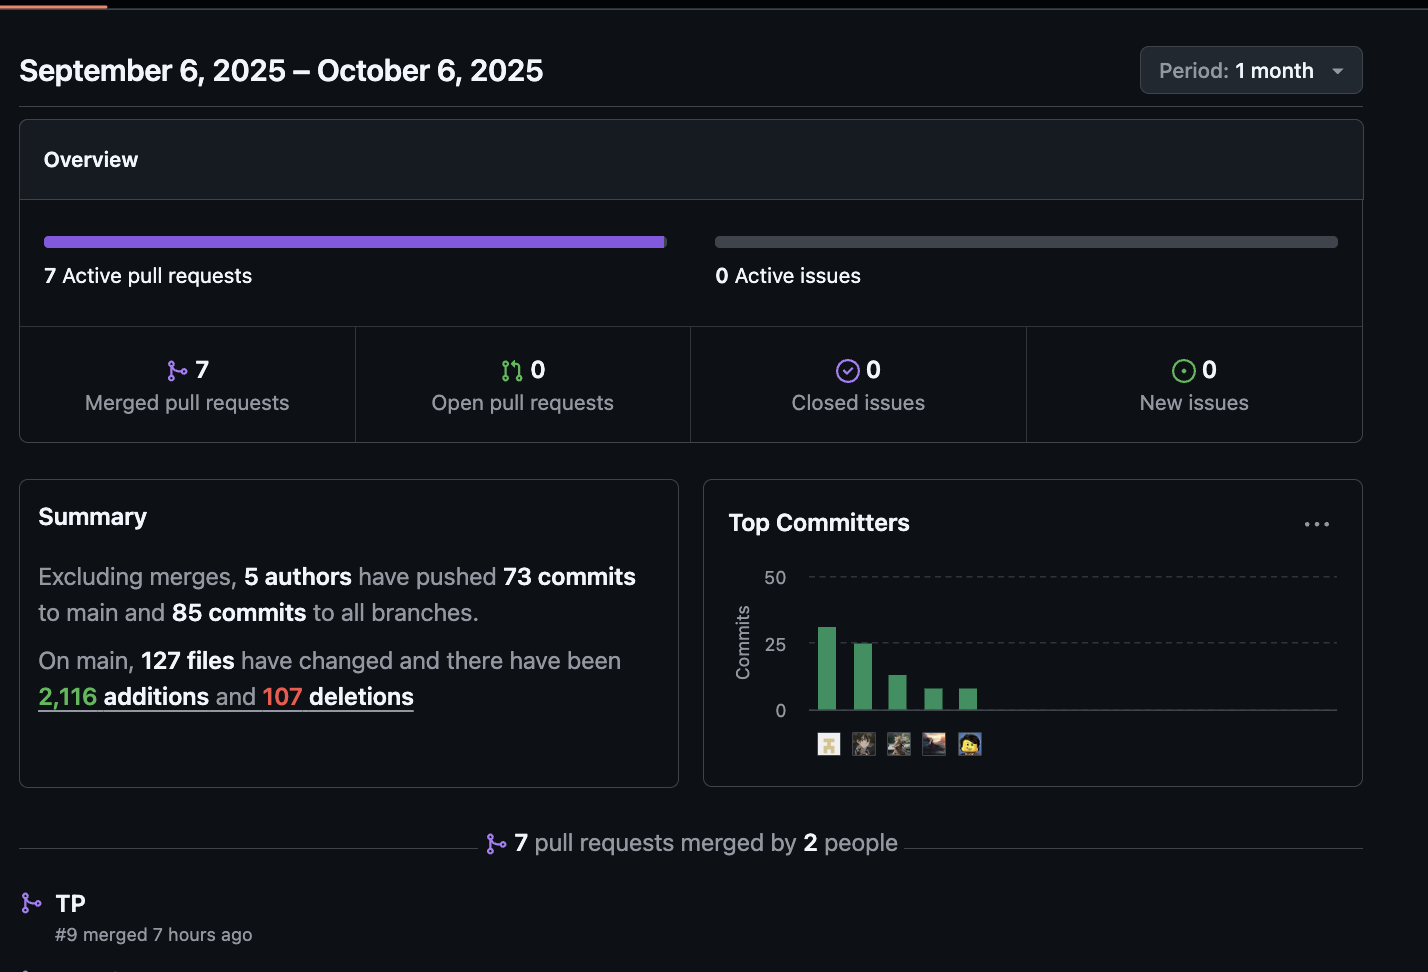 September 6, 2025 – October 6, 2025
Period: 1 month
Overview
7 Active pull requests
0 Active issues
7
Merged pull requests
0
Open pull requests
0
Closed issues
0
New issues
Summary
Excluding merges, 5 authors have pushed 73 commits
to main and 85 commits to all branches.
On main, 127 files have changed and there have been
2,116 additions and 107 deletions
Top Committers
Commits
50
25
0
7 pull requests merged by 2 people
TP
#9 merged 7 hours ago